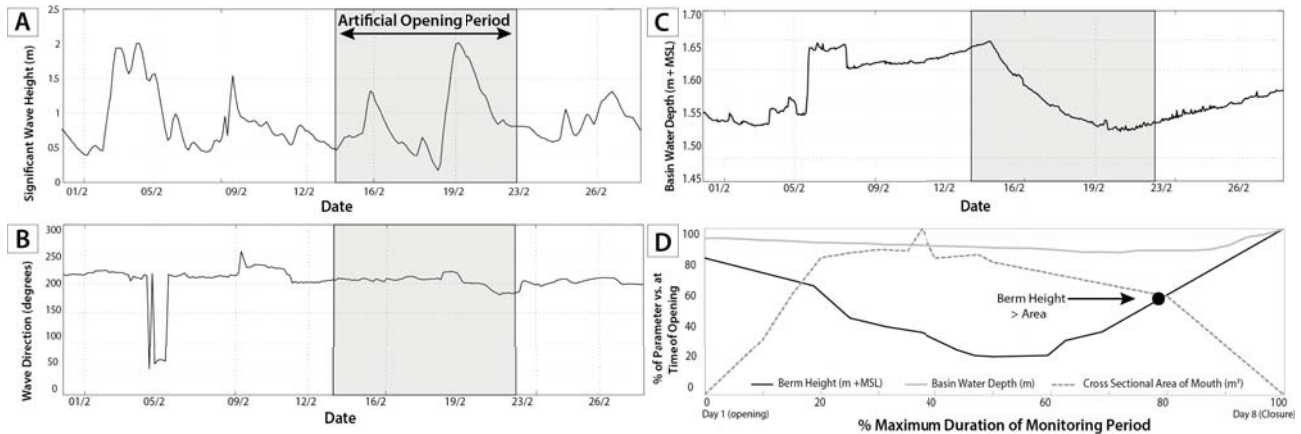 A
Significant Wave Height (m)
2.5
2
1.5
1
0.5
0
Artificial Opening Period
01/2 05/2 09/2 12/2 16/2 19/2 23/2 26/2
Date
B
Wave Direction (degrees)
300
250
200
150
100
50
0
01/2 05/2 09/2 12/2 16/2 19/2 23/2 26/2
Date
C
Basin Water Depth (m + MSL)
1.70
1.65
1.60
1.55
1.50
1.45
01/2 05/2 09/2 12/2 16/2 19/2 23/2 26/2
Date
D
% of Parameter vs. at
Time of Opening
100
80
60
40
20
0
100%
Berm Height
> Area
Berm Height (m +MSL) Basin Water Depth (m) Cross Sectional Area of Mouth (m³)
0 20 40 60 80 100
Day 1 (opening) Day 8 (Closure)
% Maximum Duration of Monitoring Period